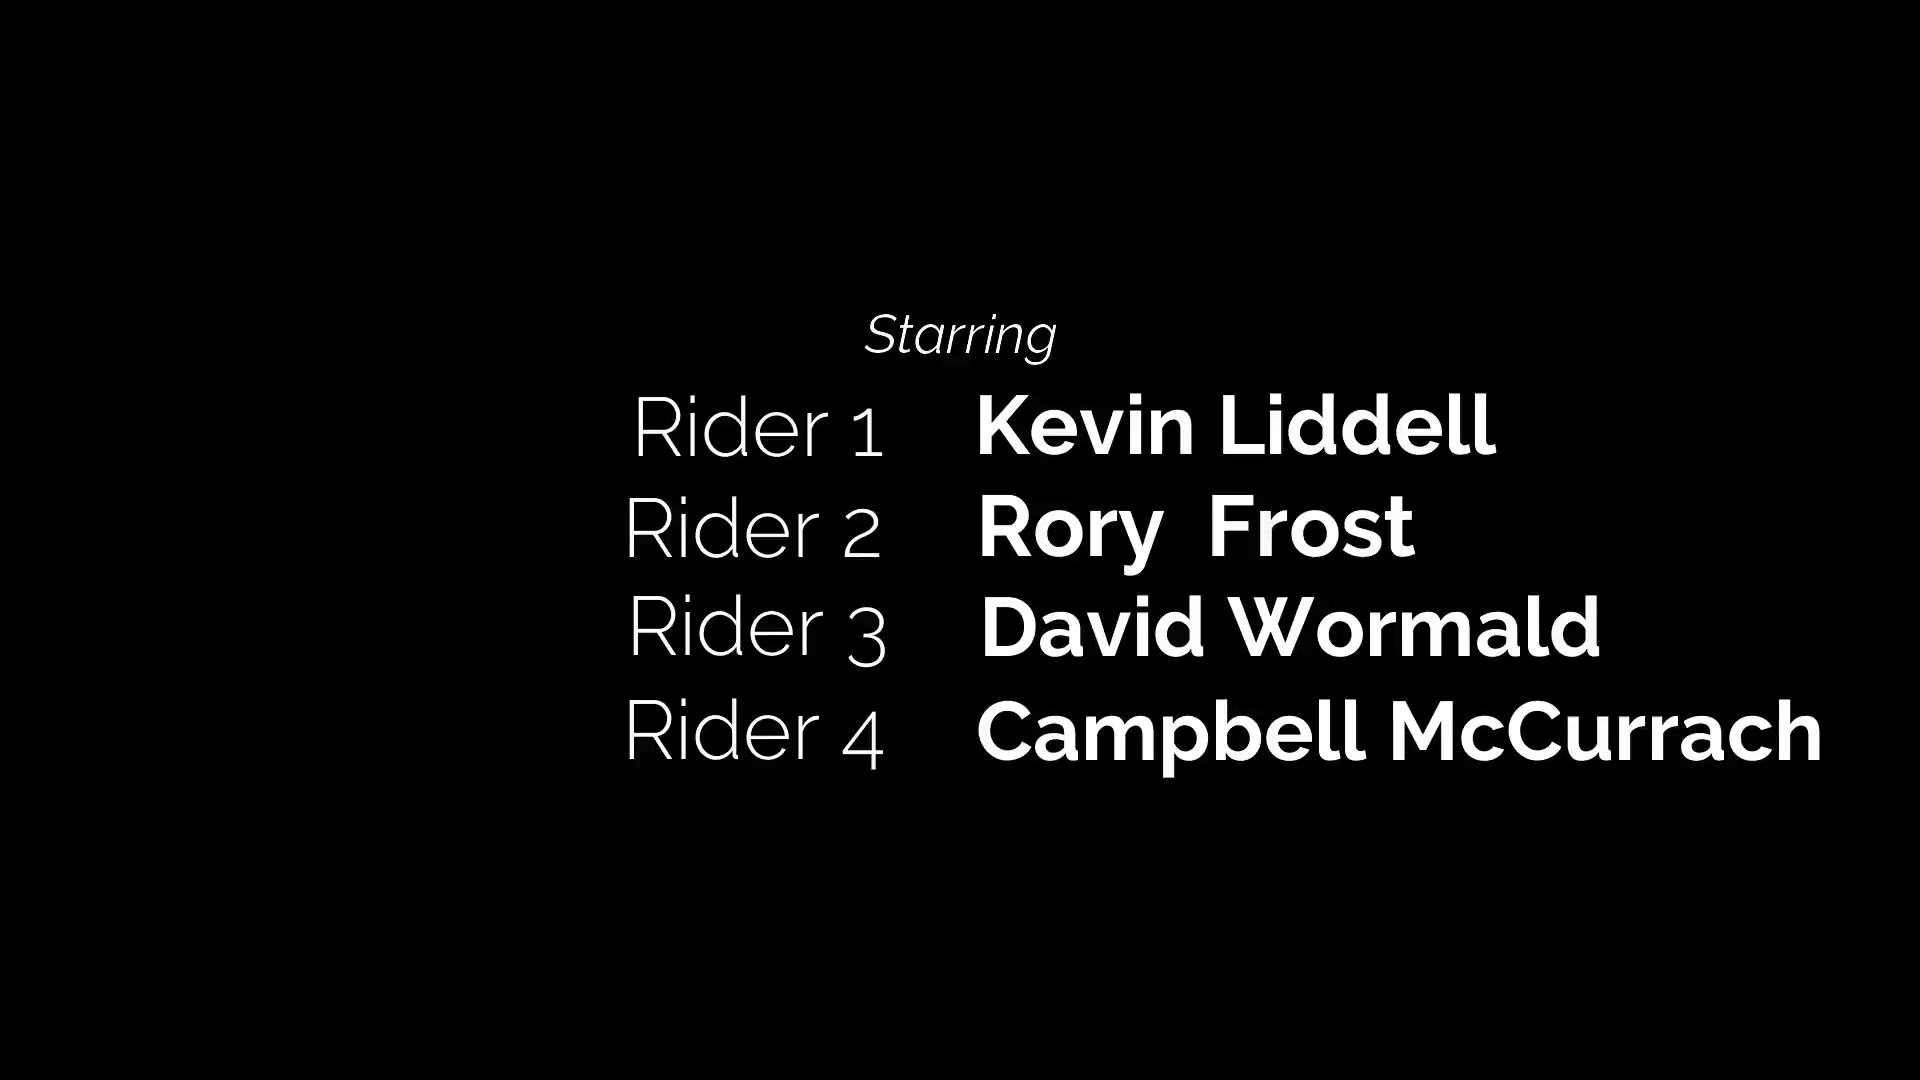 Starring
Rider 1 Kevin Liddell
Rider 2 Rory Frost
Rider 3 David Wormald
Rider 4 Campbell McCurrach